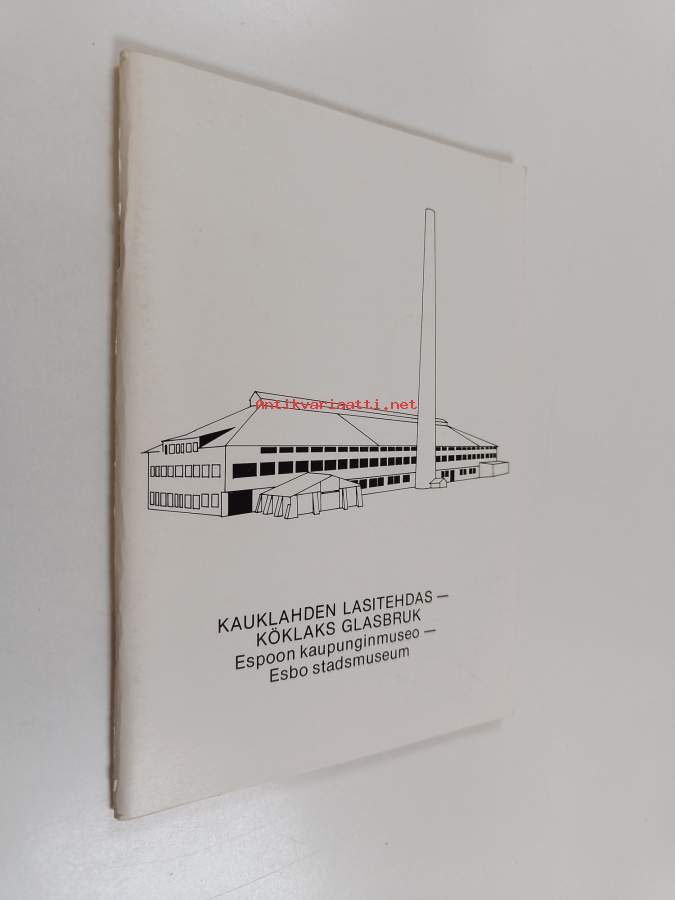 Antikvariaatti.net
KAUKLAHDEN LASITEHDAS —
KÖKLAKS GLASBRUK
Espoon kaupunginmuseo —
Esbo stadsmuseum